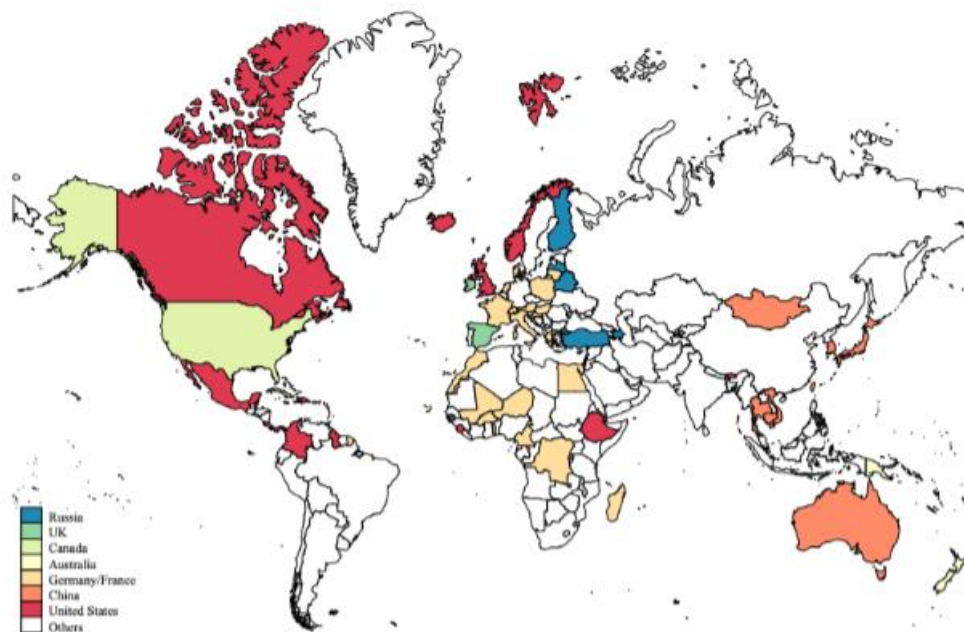 Russia
UK
Canada
Australia
Germany/France
China
United States
Others